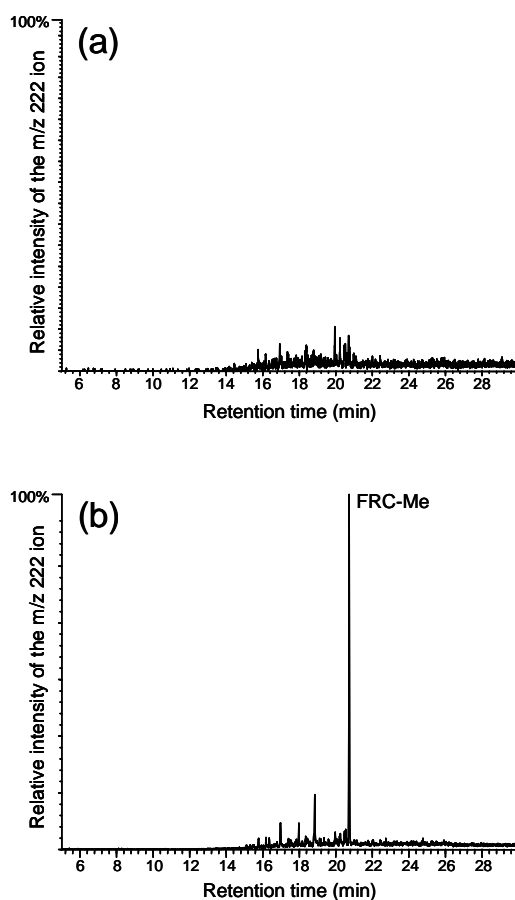 100%
(a)
Relative intensity of the m/z 222 ion
6 8 10 12 14 16 18 20 22 24 26 28
Retention time (min)
100%
(b)
FRC-Me
Relative intensity of the m/z 222 ion
6 8 10 12 14 16 18 20 22 24 26 28
Retention time (min)